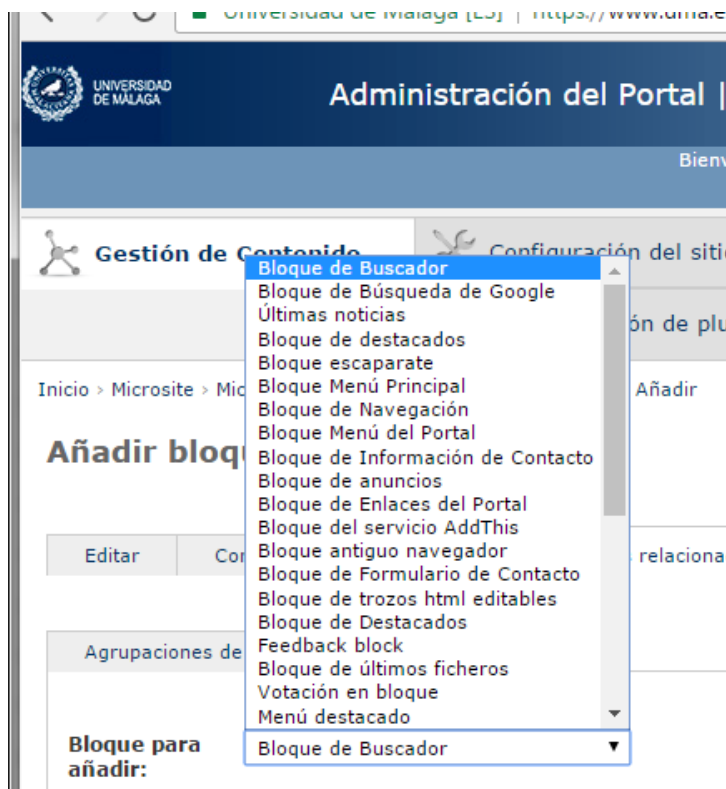 Universidad de Málaga [ES] | https://www.uma.e
UNIVERSIDAD
DE MÁLAGA
Administración del Portal |
Bienv
Gestión de Contenido
Configuración del siti
ón de plu
Inicio > Microsite > Mic
Añadir
Añadir bloq
Editar
Con
relaciona
Agrupaciones de
Bloque de Buscador
Bloque de Búsqueda de Google
Últimas noticias
Bloque de destacados
Bloque escaparate
Bloque Menú Principal
Bloque de Navegación
Bloque Menú del Portal
Bloque de Información de Contacto
Bloque de anuncios
Bloque de Enlaces del Portal
Bloque del servicio AddThis
Bloque antiguo navegador
Bloque de Formulario de Contacto
Bloque de trozos html editables
Bloque de Destacados
Feedback block
Bloque de últimos ficheros
Votación en bloque
Menú destacado
Bloque para
añadir:
Bloque de Buscador